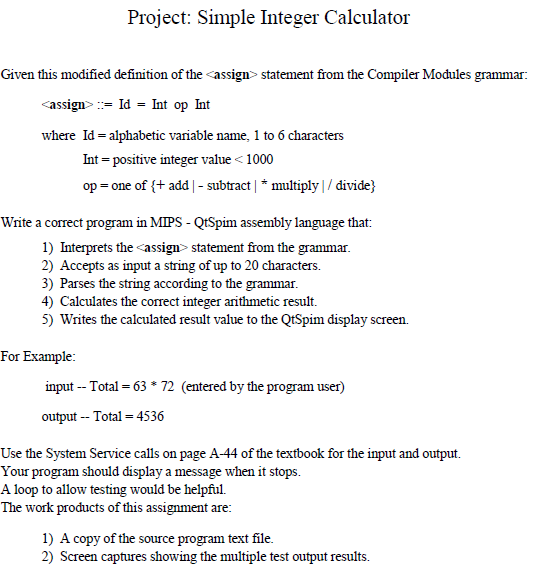 Project: Simple Integer Calculator
Given this modified definition of the <assign> statement from the Compiler Modules grammar:
<assign> ::= Id = Int op Int
where Id = alphabetic variable name, 1 to 6 characters
Int = positive integer value < 1000
op = one of {+ add | - subtract | * multiply | / divide}
Write a correct program in MIPS - QtSpim assembly language that:
1) Interprets the <assign> statement from the grammar.
2) Accepts as input a string of up to 20 characters.
3) Parses the string according to the grammar.
4) Calculates the correct integer arithmetic result.
5) Writes the calculated result value to the QtSpim display screen.
For Example:
input -- Total = 63 * 72 (entered by the program user)
output -- Total = 4536
Use the System Service calls on page A-44 of the textbook for the input and output.
Your program should display a message when it stops.
A loop to allow testing would be helpful.
The work products of this assignment are:
1) A copy of the source program text file.
2) Screen captures showing the multiple test output results.